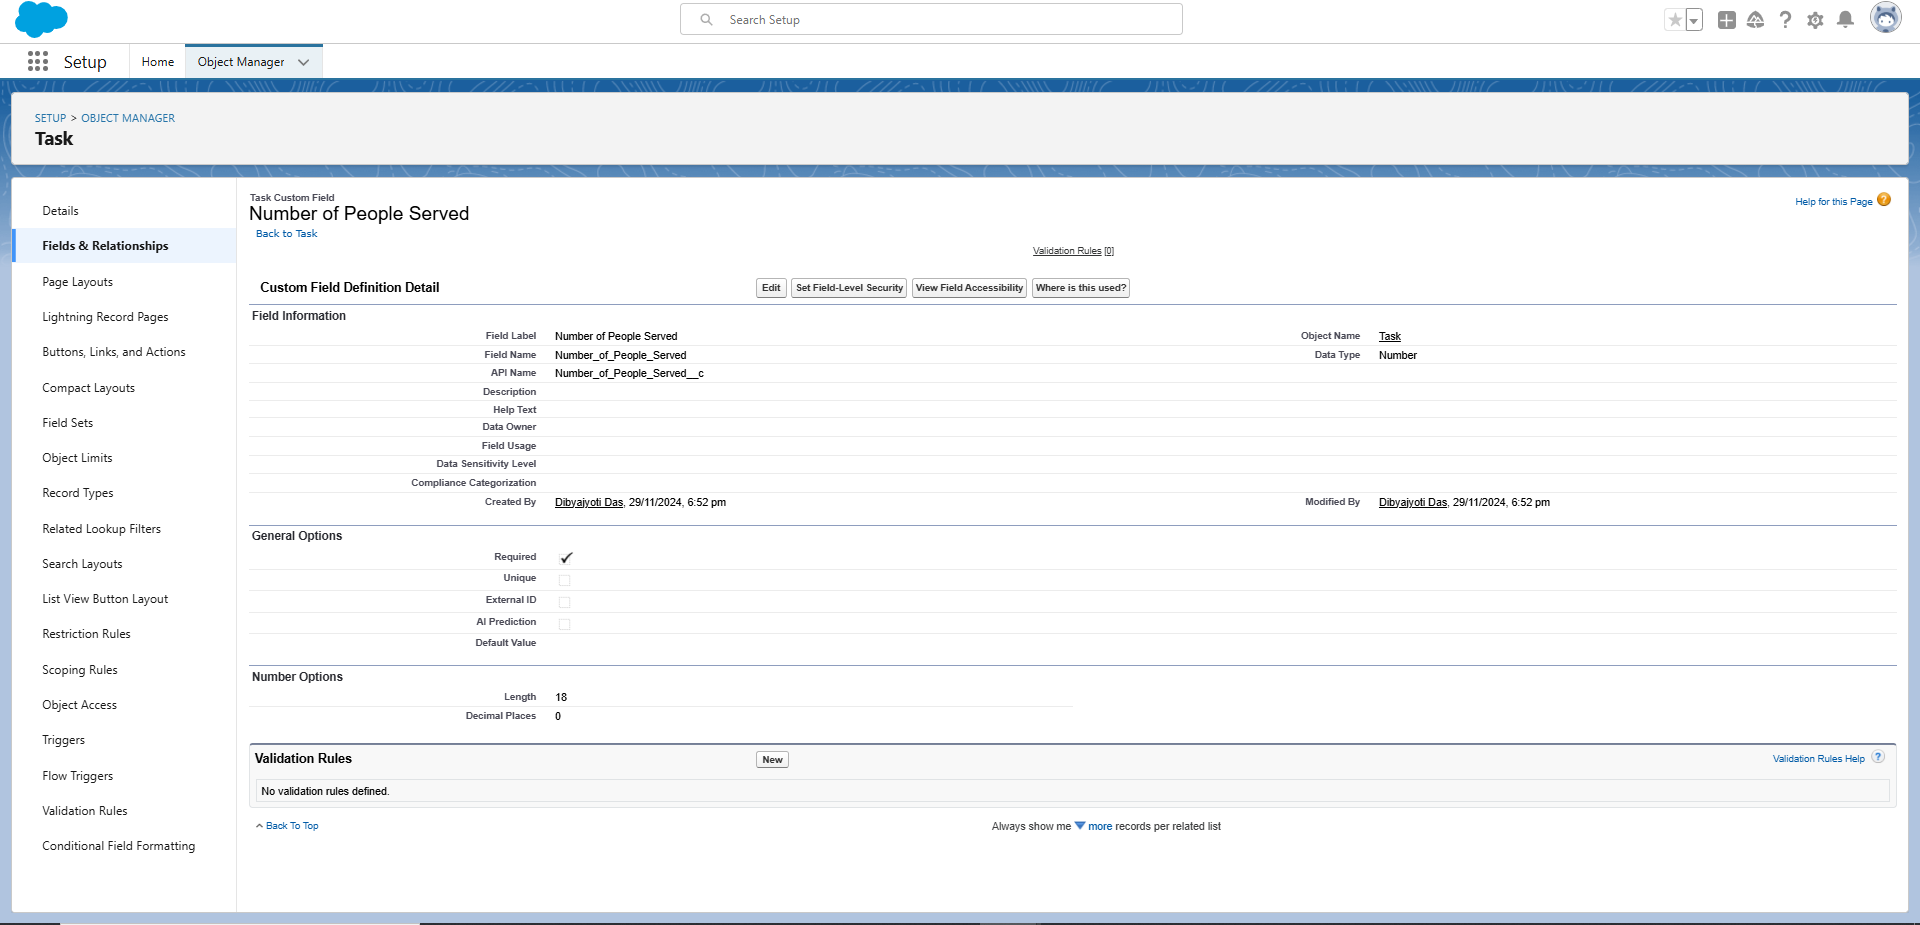 Search Setup
Setup
Home
Object Manager
SETUP > OBJECT MANAGER
Task
Details
Fields & Relationships
Page Layouts
Lightning Record Pages
Buttons, Links, and Actions
Compact Layouts
Field Sets
Object Limits
Record Types
Related Lookup Filters
Search Layouts
List View Button Layout
Restriction Rules
Scoping Rules
Object Access
Triggers
Flow Triggers
Validation Rules
Conditional Field Formatting
Task Custom Field
Number of People Served
Help for this Page ?
Back to Task
Validation Rules [0]
Custom Field Definition Detail Edit Set Field-Level Security View Field Accessibility Where is this used?
Field Information
Field Label Number of People Served Object Name Task
Field Name Number_of_People_Served Data Type Number
API Name Number_of_People_Served__c
Description
Help Text
Data Owner
Field Usage
Data Sensitivity Level
Compliance Categorization
Created By Dibyajyoti Das, 29/11/2024, 6:52 pm Modified By Dibyajyoti Das, 29/11/2024, 6:52 pm
General Options
Required ✓
Unique
External ID
AI Prediction
Default Value
Number Options
Length 18
Decimal Places 0
Validation Rules New Validation Rules Help ?
No validation rules defined.
Back To Top Always show me more records per related list